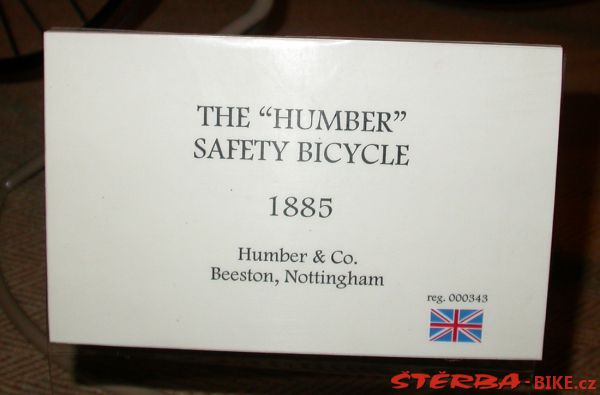 THE “HUMBER”
SAFETY BICYCLE
1885
Humber & Co.
Beeston, Nottingham
reg. 000343
ŠTĚRBA-BIKE.cz